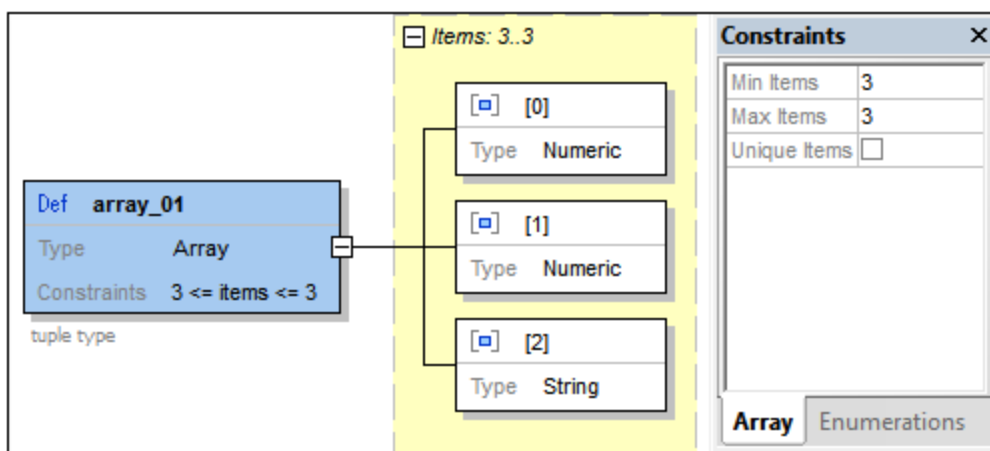 Items: 3..3
[0]
Type Numeric
[1]
Type Numeric
[2]
Type String
Def array_01
Type Array
Constraints 3 <= items <= 3
tuple type
Constraints
Min Items 3
Max Items 3
Unique Items
Array Enumerations